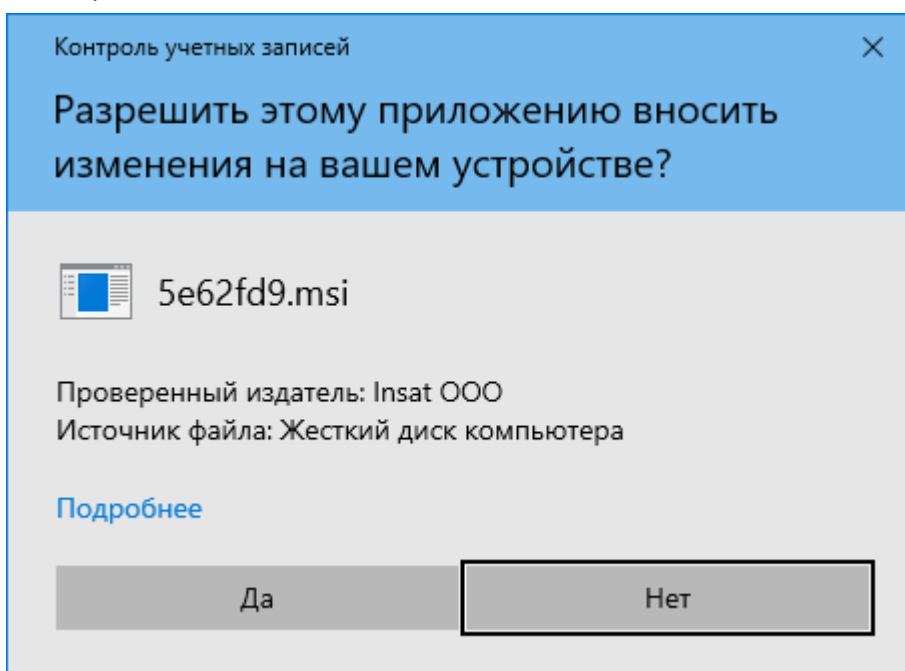 Контроль учетных записей
Разрешить этому приложению вносить
изменения на вашем устройстве?
5e62fd9.msi
Проверенный издатель: Insat ООО
Источник файла: Жесткий диск компьютера
Подробнее
Да
Нет